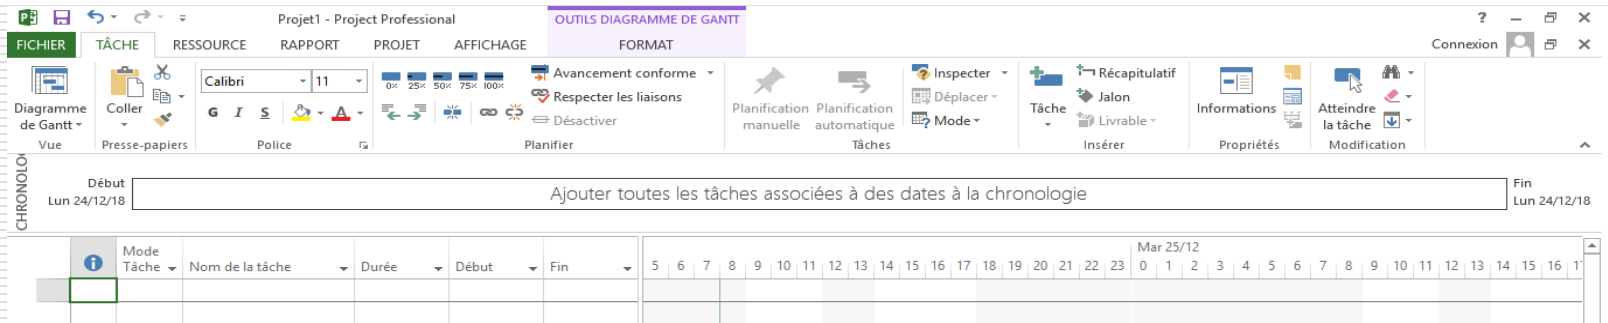 Projet1 - Project Professional
OUTILS DIAGRAMME DE GANTT
?
FICHIER TÂCHE RESSOURCE RAPPORT PROJET AFFICHAGE FORMAT Connexion
Diagramme de Gantt
Vue
Coller
Presse-papiers
Calibri 11
G I S A
Police
0% 25% 50% 75% 100%
Avancement conforme
Respecter les liaisons
Désactiver
Planifier
Planification manuelle
Planification automatique
Inspecter
Déplacer
Mode
Tâches
Tâche
Récapitulatif
Jalon
Livrable
Insérer
Informations
Propriétés
Atteindre la tâche
Modification
Début
Lun 24/12/18
Ajouter toutes les tâches associées à des dates à la chronologie
Fin
Lun 24/12/18
Mode Tâche Nom de la tâche Durée Début Fin
Mar 25/12
5 6 7 8 9 10 11 12 13 14 15 16 17 18 19 20 21 22 23 0 1 2 3 4 5 6 7 8 9 10 11 12 13 14 15 16